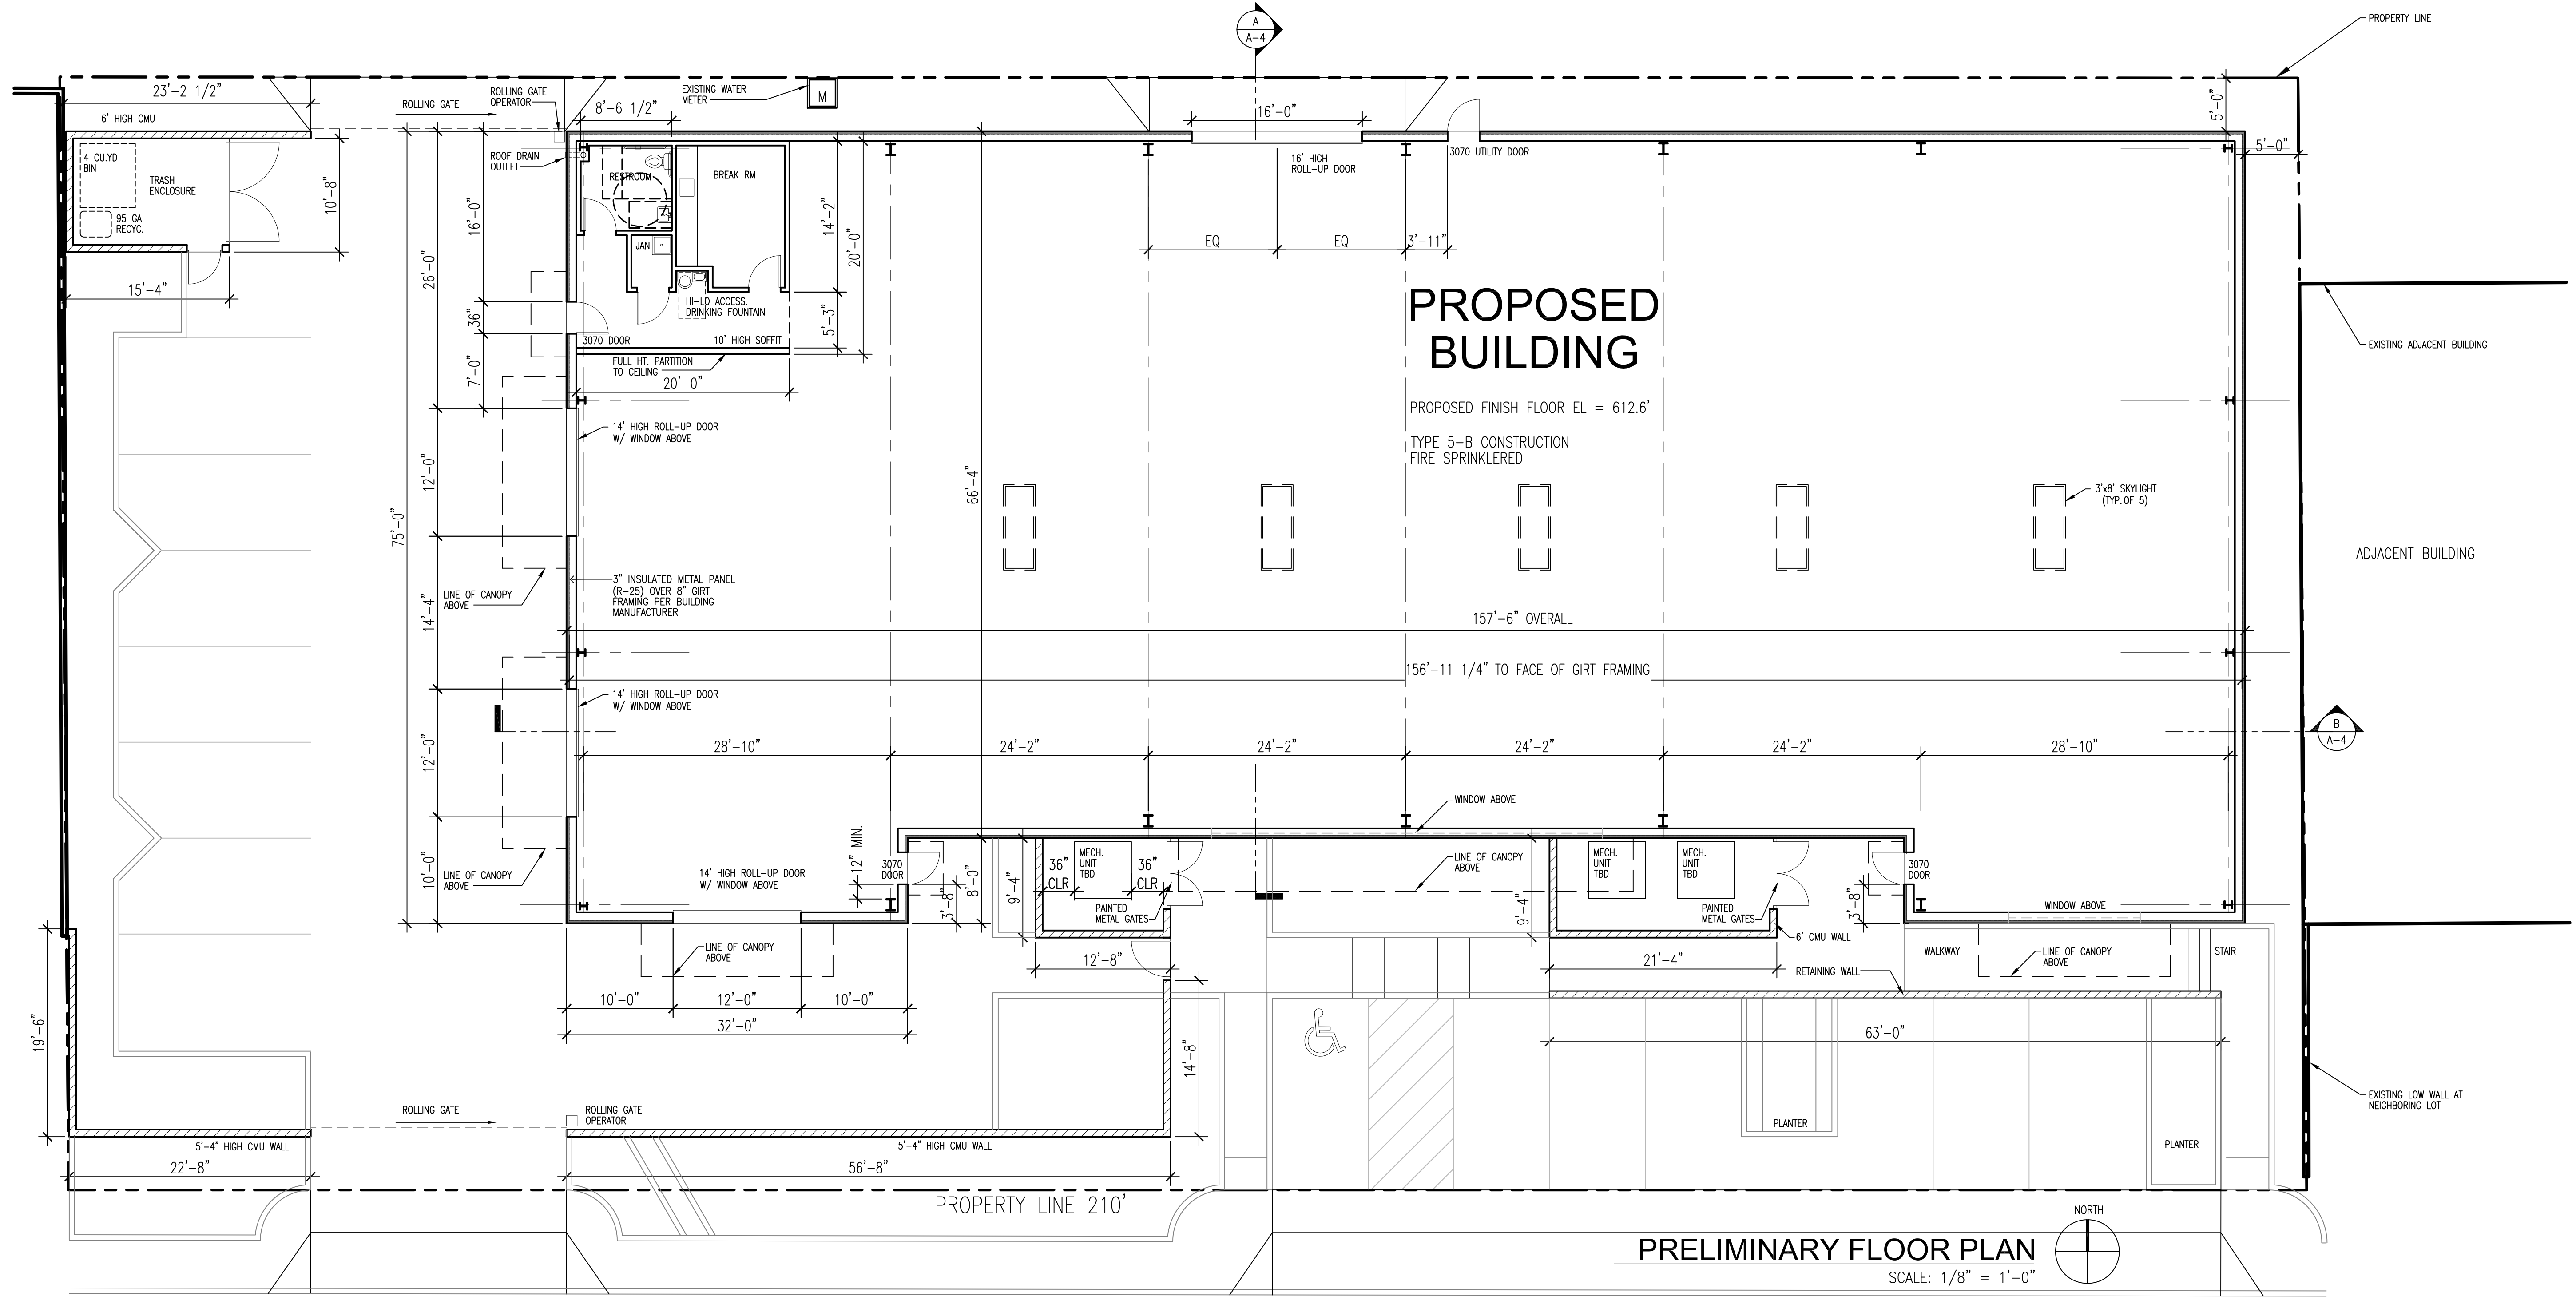 A
A-4
PROPERTY LINE
23'-2 1/2"
6' HIGH CMU
ROLLING GATE
ROLLING GATE
OPERATOR
8'-6 1/2"
EXISTING WATER
METER
M
16'-0"
5'-0"
5'-0"
4 CU.YD
BIN
TRASH
ENCLOSURE
95 GA
RECYC.
10'-8"
15'-4"
ROOF DRAIN
OUTLET
RESTROOM
BREAK RM
JAN
HI-LO ACCESS.
DRINKING FOUNTAIN
3070 DOOR
10' HIGH SOFFIT
FULL HT. PARTITION
TO CEILING
20'-0"
16'-0"
36"
7'-0"
26'-0"
14'-2"
20'-0"
5'-3"
16' HIGH
ROLL-UP DOOR
3070 UTILITY DOOR
EQ
EQ
3'-11"
PROPOSED
BUILDING
PROPOSED FINISH FLOOR EL = 612.6'
TYPE 5-B CONSTRUCTION
FIRE SPRINKLERED
EXISTING ADJACENT BUILDING
14' HIGH ROLL-UP DOOR
W/ WINDOW ABOVE
12'-0"
75'-0"
66'-4"
3'x8' SKYLIGHT
(TYP.OF 5)
ADJACENT BUILDING
LINE OF CANOPY
ABOVE
3" INSULATED METAL PANEL
(R-25) OVER 8" GIRT
FRAMING PER BUILDING
MANUFACTURER
14'-4"
157'-6" OVERALL
156'-11 1/4" TO FACE OF GIRT FRAMING
14' HIGH ROLL-UP DOOR
W/ WINDOW ABOVE
12'-0"
28'-10"
24'-2"
24'-2"
24'-2"
24'-2"
28'-10"
B
A-4
WINDOW ABOVE
10'-0"
LINE OF CANOPY
ABOVE
14' HIGH ROLL-UP DOOR
W/ WINDOW ABOVE
12" MIN.
3070
DOOR
3'-8"
8'-0"
9'-4"
36"
CLR
MECH.
UNIT
TBD
36"
CLR
PAINTED
METAL GATES
LINE OF CANOPY
ABOVE
9'-4"
MECH.
UNIT
TBD
MECH.
UNIT
TBD
PAINTED
METAL GATES
3'-8"
3070
DOOR
WINDOW ABOVE
6' CMU WALL
LINE OF CANOPY
ABOVE
12'-8"
21'-4"
RETAINING WALL
WALKWAY
LINE OF CANOPY
ABOVE
STAIR
10'-0"
12'-0"
10'-0"
32'-0"
19'-6"
14'-8"
63'-0"
ROLLING GATE
ROLLING GATE
OPERATOR
5'-4" HIGH CMU WALL
22'-8"
5'-4" HIGH CMU WALL
56'-8"
PLANTER
PLANTER
EXISTING LOW WALL AT
NEIGHBORING LOT
PROPERTY LINE 210'
NORTH
PRELIMINARY FLOOR PLAN
SCALE: 1/8" = 1'-0"